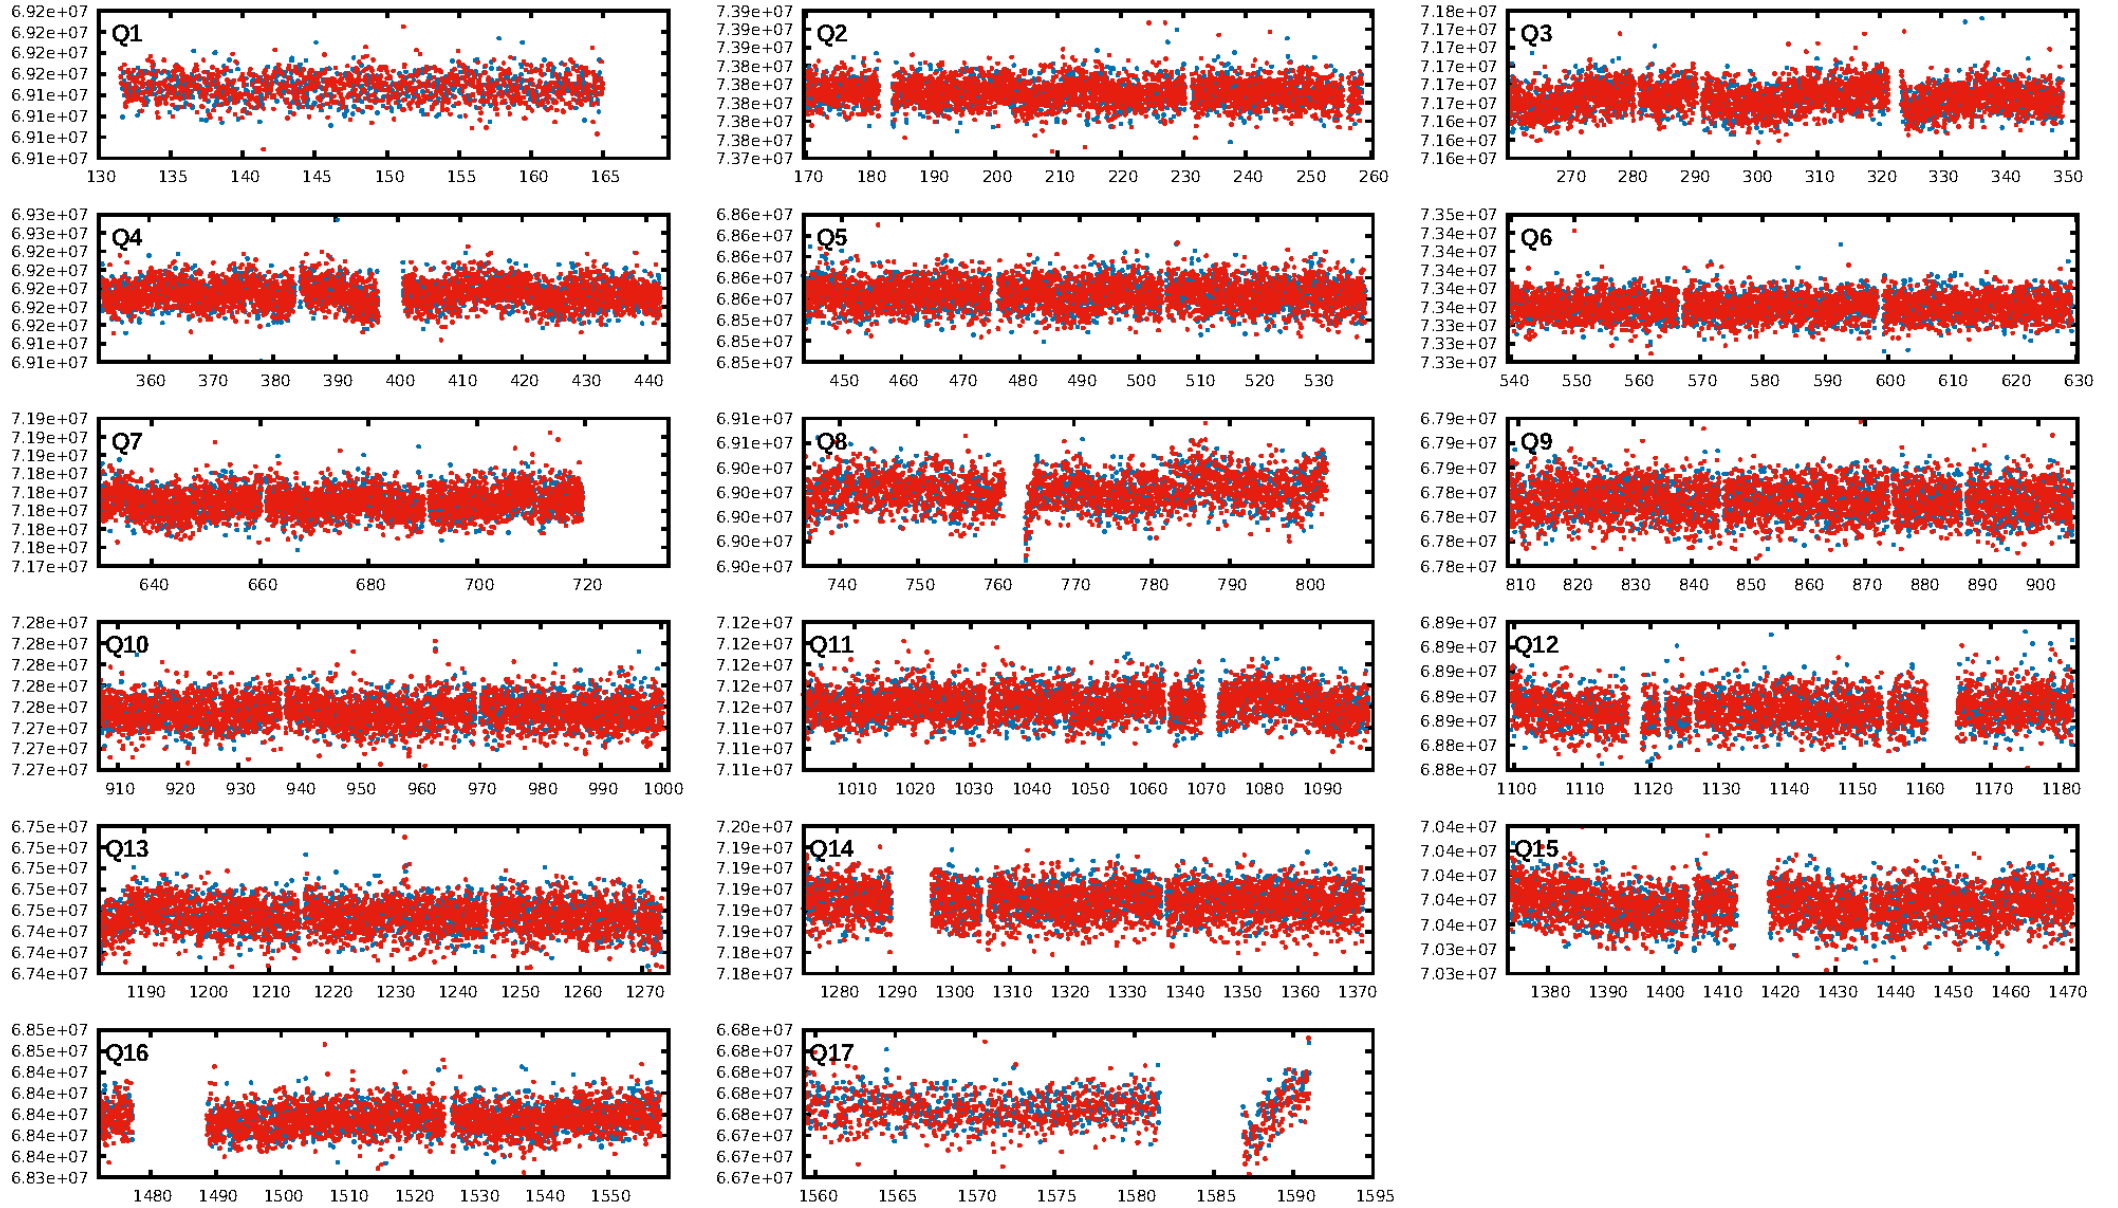 6.92e+07 6.92e+07 6.92e+07 6.92e+07 6.91e+07 6.91e+07 6.91e+07 6.91e+07
Q1
130 135 140 145 150 155 160 165
7.39e+07 7.39e+07 7.39e+07 7.38e+07 7.38e+07 7.38e+07 7.38e+07 7.38e+07 7.37e+07
Q2
170 180 190 200 210 220 230 240 250 260
7.18e+07 7.17e+07 7.17e+07 7.17e+07 7.17e+07 7.17e+07 7.16e+07 7.16e+07 7.16e+07
Q3
270 280 290 300 310 320 330 340 350
6.93e+07 6.93e+07 6.92e+07 6.92e+07 6.92e+07 6.92e+07 6.92e+07 6.91e+07 6.91e+07
Q4
360 370 380 390 400 410 420 430 440
6.86e+07 6.86e+07 6.86e+07 6.86e+07 6.86e+07 6.85e+07 6.85e+07 6.85e+07
Q5
450 460 470 480 490 500 510 520 530
7.35e+07 7.34e+07 7.34e+07 7.34e+07 7.34e+07 7.34e+07 7.33e+07 7.33e+07 7.33e+07
Q6
540 550 560 570 580 590 600 610 620 630
7.19e+07 7.19e+07 7.19e+07 7.18e+07 7.18e+07 7.18e+07 7.18e+07 7.18e+07 7.17e+07
Q7
640 660 680 700 720
6.91e+07 6.91e+07 6.90e+07 6.90e+07 6.90e+07 6.90e+07 6.90e+07
Q8
740 750 760 770 780 790 800
6.79e+07 6.79e+07 6.79e+07 6.78e+07 6.78e+07 6.78e+07 6.78e+07
Q9
810 820 830 840 850 860 870 880 890 900
7.28e+07 7.28e+07 7.28e+07 7.28e+07 7.28e+07 7.27e+07 7.27e+07 7.27e+07
Q10
910 920 930 940 950 960 970 980 990 1000
7.12e+07 7.12e+07 7.12e+07 7.12e+07 7.12e+07 7.11e+07 7.11e+07 7.11e+07
Q11
1010 1020 1030 1040 1050 1060 1070 1080 1090
6.89e+07 6.89e+07 6.89e+07 6.89e+07 6.89e+07 6.88e+07 6.88e+07
Q12
1100 1110 1120 1130 1140 1150 1160 1170 1180
6.75e+07 6.75e+07 6.75e+07 6.75e+07 6.75e+07 6.74e+07 6.74e+07 6.74e+07
Q13
1190 1200 1210 1220 1230 1240 1250 1260 1270
7.20e+07 7.19e+07 7.19e+07 7.19e+07 7.19e+07 7.19e+07 7.18e+07 7.18e+07
Q14
1280 1290 1300 1310 1320 1330 1340 1350 1360 1370
7.04e+07 7.04e+07 7.04e+07 7.04e+07 7.04e+07 7.03e+07 7.03e+07
Q15
1380 1390 1400 1410 1420 1430 1440 1450 1460 1470
6.85e+07 6.85e+07 6.84e+07 6.84e+07 6.84e+07 6.84e+07 6.84e+07 6.83e+07
Q16
1480 1490 1500 1510 1520 1530 1540 1550
6.68e+07 6.68e+07 6.68e+07 6.68e+07 6.68e+07 6.67e+07 6.67e+07 6.67e+07
Q17
1560 1565 1570 1575 1580 1585 1590 1595